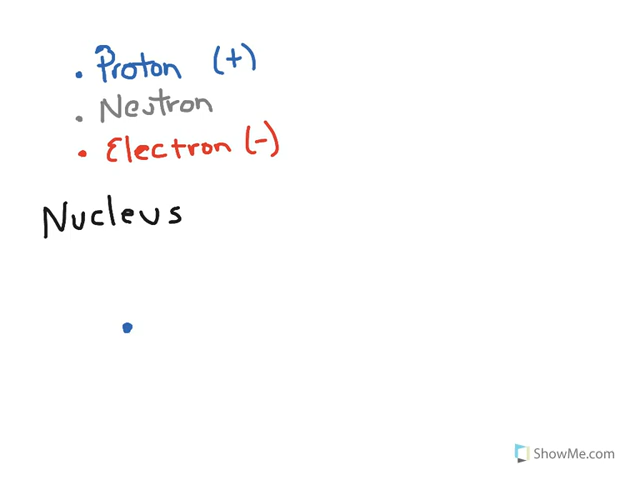 • Proton (+)
• Neutron
• Electron (-)
Nucleus
ShowMe.com